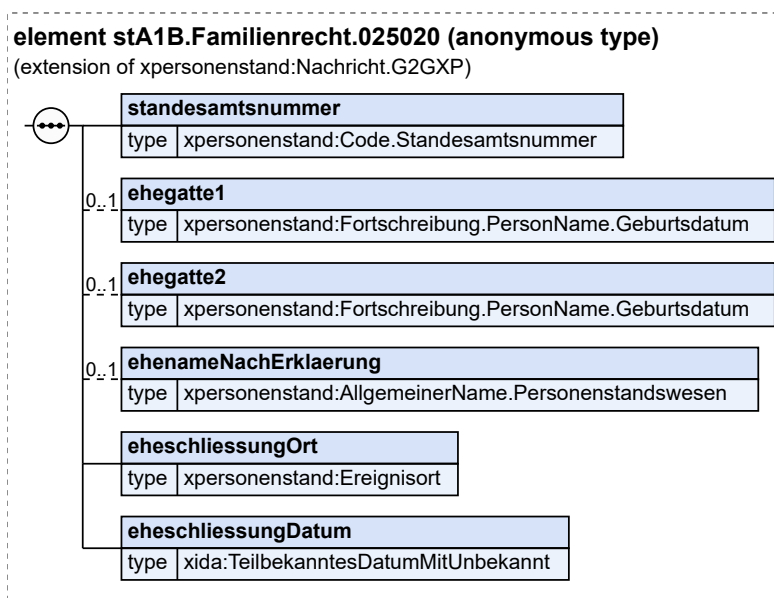 element stA1B.Familienrecht.025020 (anonymous type)
(extension of xpersonenstand:Nachricht.G2GXP)
standesamtsnummer
type xpersonenstand:Code.Standesamtsnummer
0..1 ehegatte1
type xpersonenstand:Fortschreibung.PersonName.Geburtsdatum
0..1 ehegatte2
type xpersonenstand:Fortschreibung.PersonName.Geburtsdatum
0..1 ehenameNachErklaerung
type xpersonenstand:AllgemeinerName.Personenstandswesen
eheschliessungOrt
type xpersonenstand:Ereignisort
eheschliessungDatum
type xida:TeilbekanntesDatumMitUnbekannt